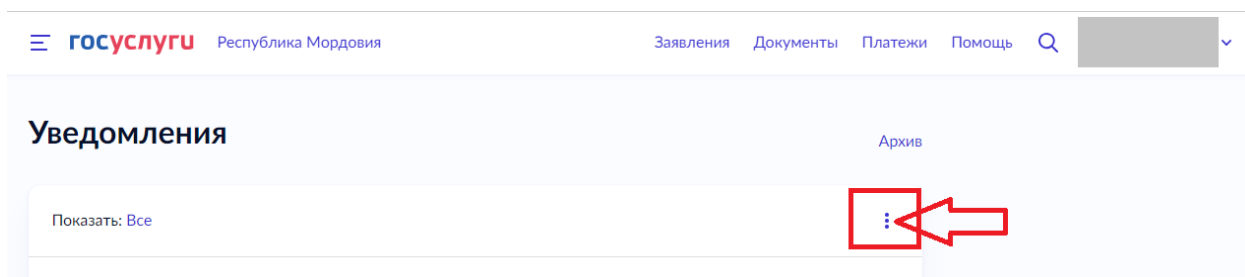 госуслуги Республика Мордовия Заявления Документы Платежи Помощь
Уведомления
Архив
Показать: Все